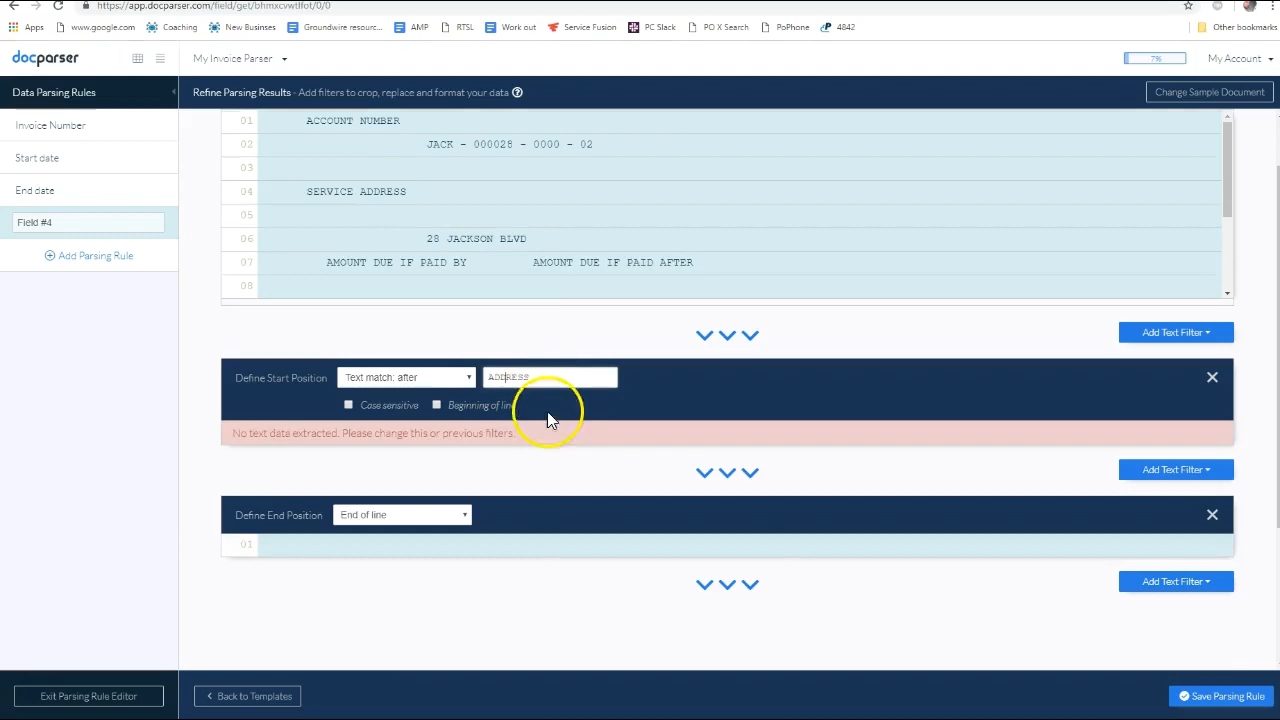 https://app.docparser.com/field/get/bhmxcvwtlfot/0/0
Apps www.google.com Coaching New Businses Groundwire resourc... AMP RTSL Work out Service Fusion PC Slack PO X Search PoPhone 4842 Other bookmarks
docparser My Invoice Parser 7% My Account
Data Parsing Rules Refine Parsing Results - Add filters to crop, replace and format your data Change Sample Document
Invoice Number
Start date
End date
Field #4
Add Parsing Rule
01 ACCOUNT NUMBER
02 JACK - 000028 - 0000 - 02
03
04 SERVICE ADDRESS
05
06 28 JACKSON BLVD
07 AMOUNT DUE IF PAID BY AMOUNT DUE IF PAID AFTER
08
Add Text Filter
Define Start Position Text match: after ADDRESS
Case sensitive Beginning of line
No text data extracted. Please change this or previous filters.
Add Text Filter
Define End Position End of line
01
Add Text Filter
Exit Parsing Rule Editor Back to Templates Save Parsing Rule